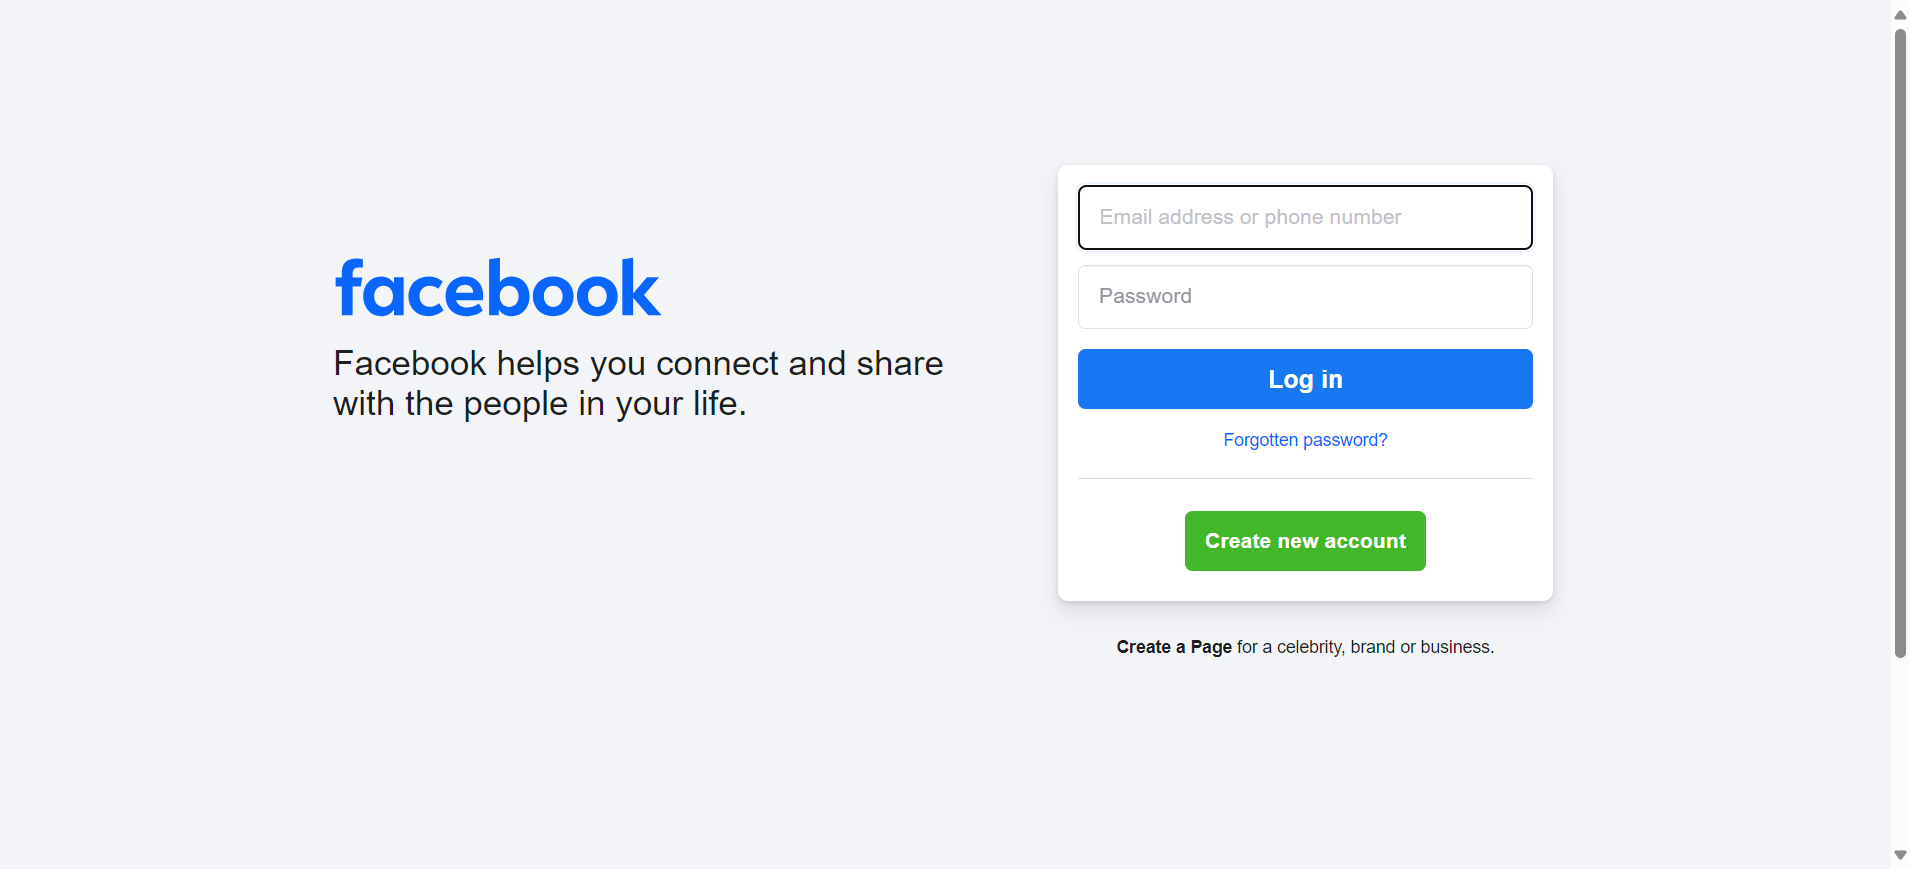 facebook
Facebook helps you connect and share
with the people in your life.
Email address or phone number
Password
Log in
Forgotten password?
Create new account
Create a Page for a celebrity, brand or business.